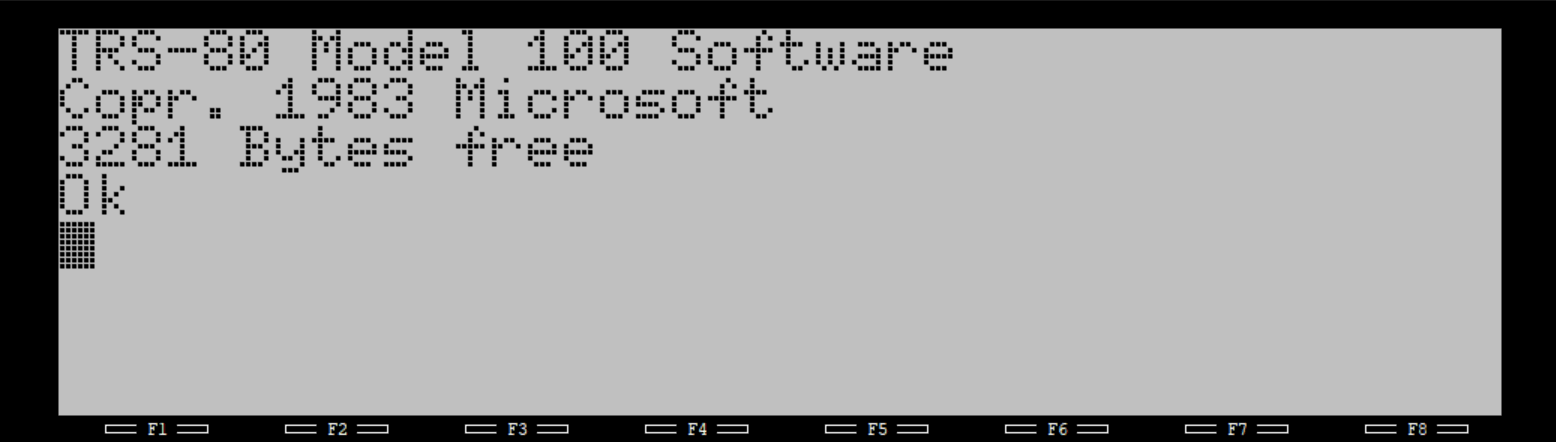 TRS-80 Model 100 Software
Copr. 1983 Microsoft
3281 Bytes free
Ok
F1 F2 F3 F4 F5 F6 F7 F8